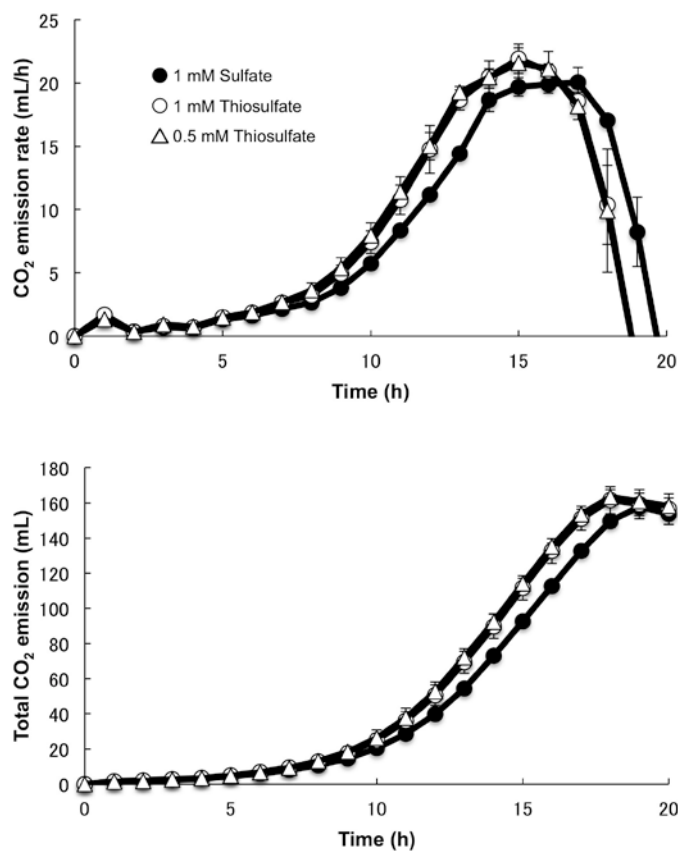 25
20
15
10
5
0
CO₂ emission rate (mL/h)
1 mM Sulfate
1 mM Thiosulfate
0.5 mM Thiosulfate
0 5 10 15 20
Time (h)
180
160
140
120
100
80
60
40
20
0
Total CO₂ emission (mL)
0 5 10 15 20
Time (h)